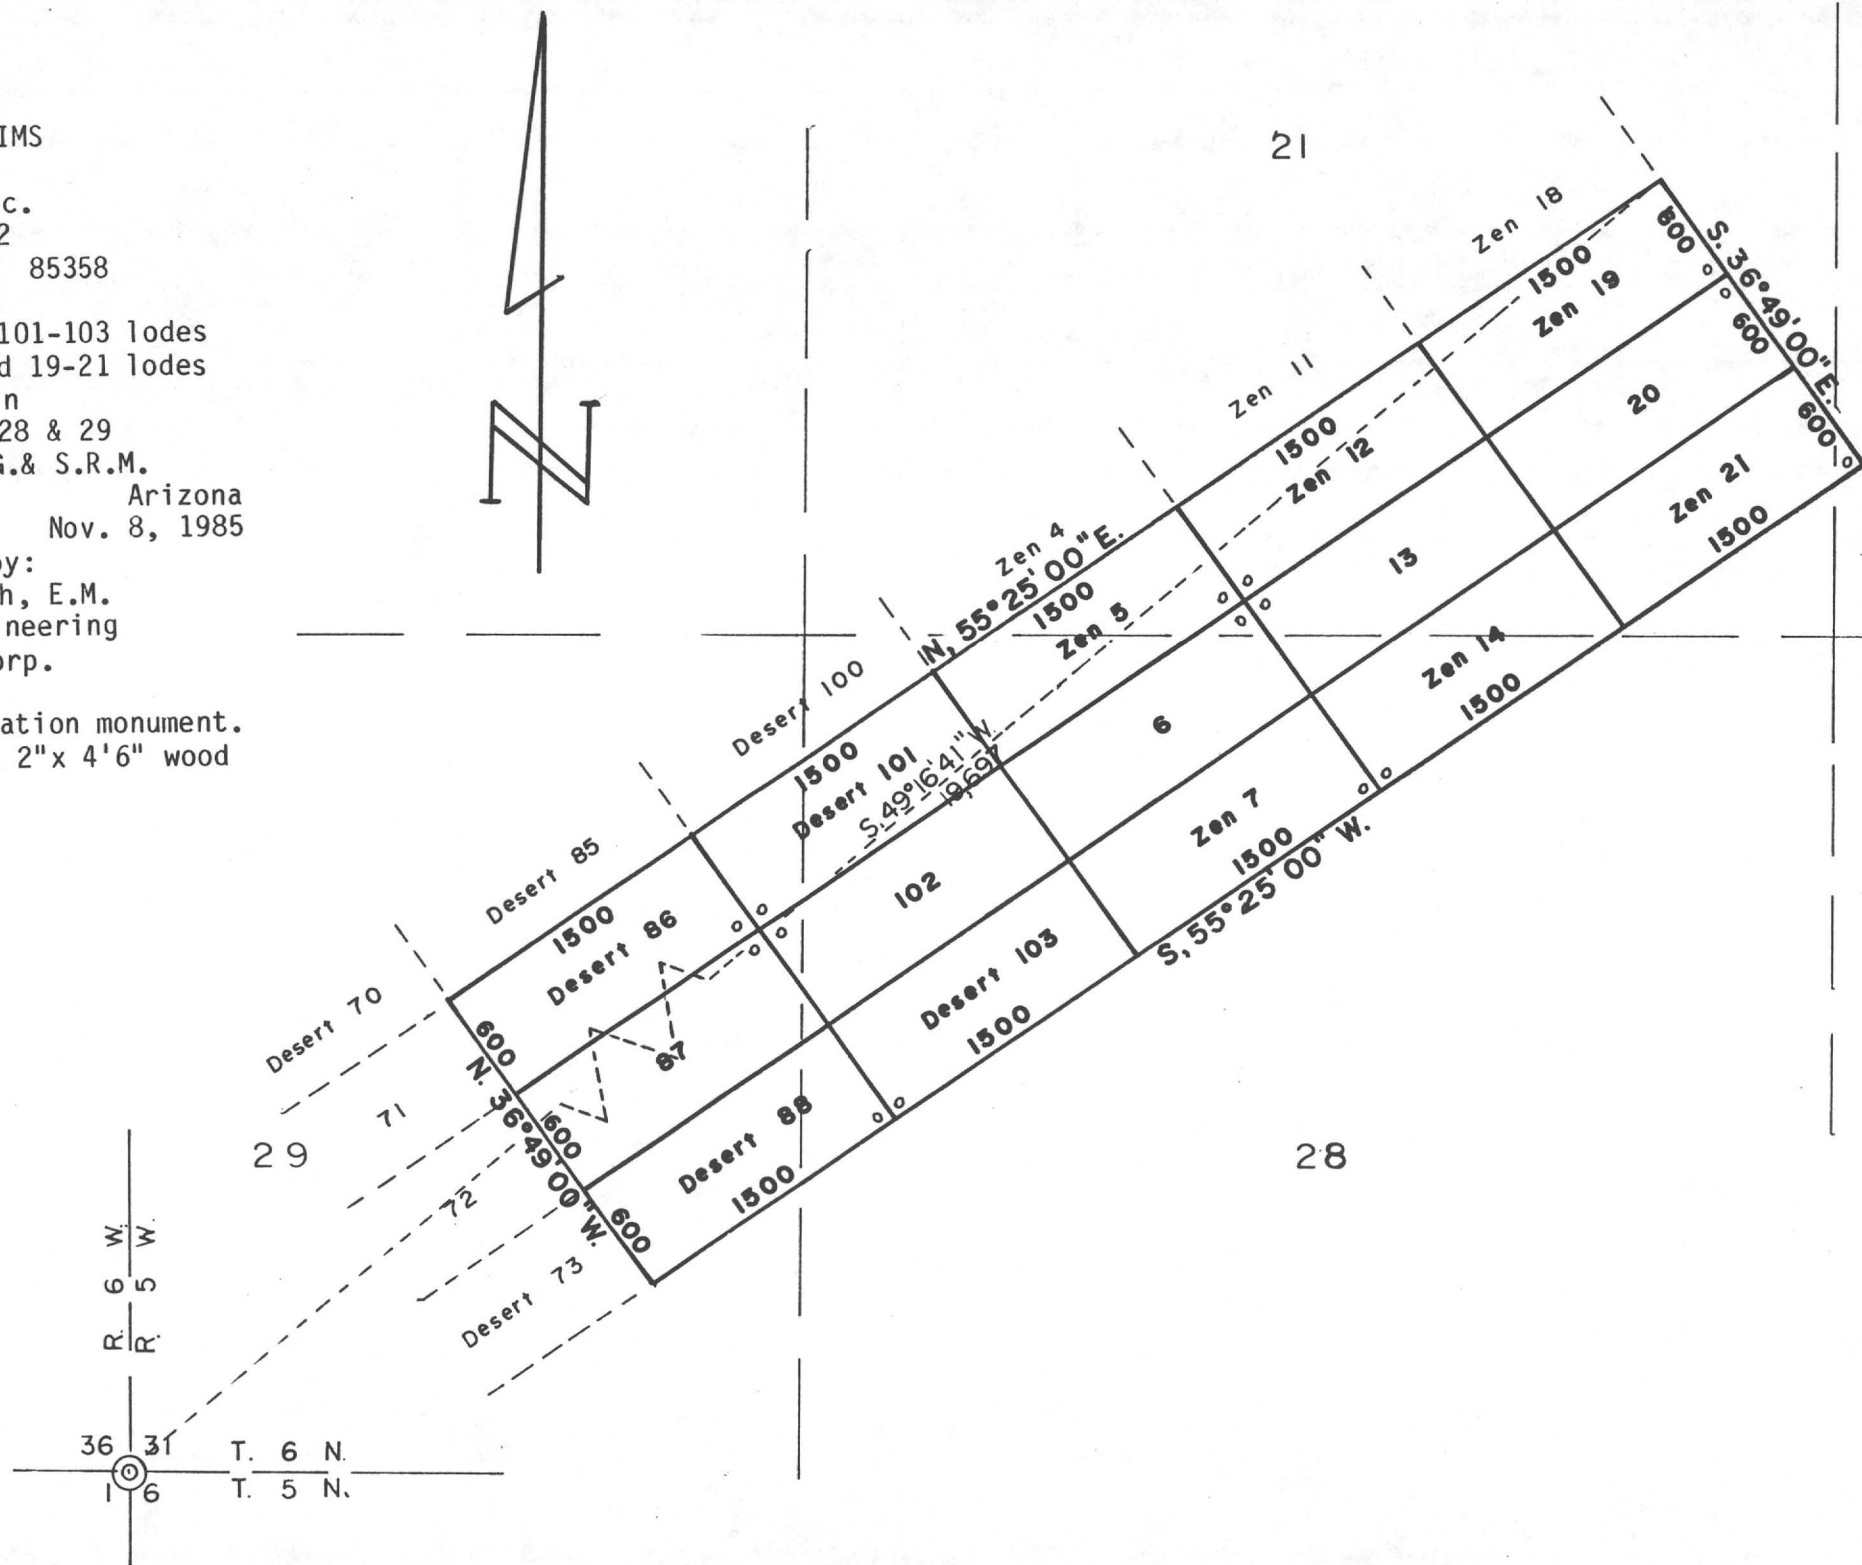 IMS
c.
2
85358
101-103 lodes
d 19-21 lodes
n
28 & 29
G.& S.R.M.
Arizona
Nov. 8, 1985
by:
h, E.M.
neering
orp.
ation monument.
2"x 4'6" wood
N
21
Zen 18
1500
Zen 19
600
S. 36°49'00"E.
600
600
20
Zen 21
1500
Zen 11
1500
Zen 12
13
Zen 14
1500
Zen 4
N, 55°25'00"E.
1500
Zen 5
6
Zen 7
1500
S, 55°25'00" W.
Desert 100
1500
Desert 101
S. 49°16'41" W.
19,697
102
Desert 103
1500
Desert 85
1500
Desert 86
87
Desert 88
1500
600
N. 36°49'00" W.
600
600
Desert 70
71
72
Desert 73
29
28
R. 6 W.
R. 5 W.
36 31
T. 6 N.
1 6
T. 5 N.